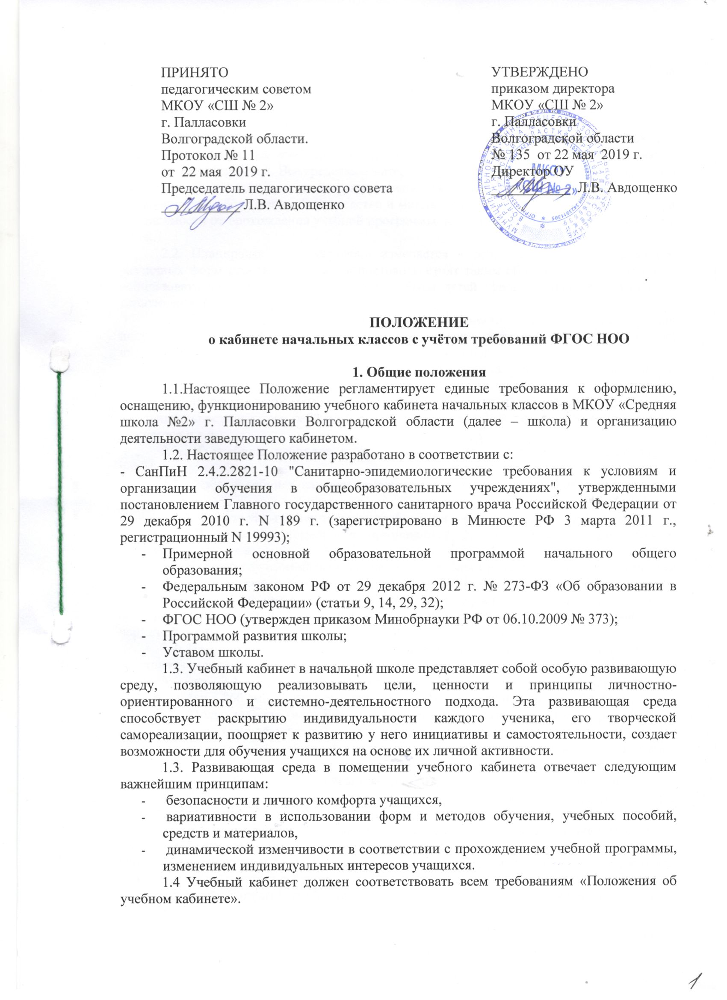 ПРИНЯТО
педагогическим советом
МКОУ «СШ № 2»
г. Палласовки
Волгоградской области.
Протокол № 11
от 22 мая 2019 г.
Председатель педагогического совета
___________Л.В. Авдощенко
УТВЕРЖДЕНО
приказом директора
МКОУ «СШ № 2»
г. Палласовки
Волгоградской области
№ 135 от 22 мая 2019 г.
Директор ОУ
____________Л.В. Авдощенко
МКОУ
«СШ № 2»
ПОЛОЖЕНИЕ
о кабинете начальных классов с учётом требований ФГОС НОО
1. Общие положения
1.1.Настоящее Положение регламентирует единые требования к оформлению,
оснащению, функционированию учебного кабинета начальных классов в МКОУ «Средняя
школа №2» г. Палласовки Волгоградской области (далее – школа) и организацию
деятельности заведующего кабинетом.
1.2. Настоящее Положение разработано в соответствии с:
- СанПиН 2.4.2.2821-10 "Санитарно-эпидемиологические требования к условиям и
организации обучения в общеобразовательных учреждениях", утвержденными
постановлением Главного государственного санитарного врача Российской Федерации от
29 декабря 2010 г. N 189 г. (зарегистрировано в Минюсте РФ 3 марта 2011 г.,
регистрационный N 19993);
- Примерной основной образовательной программой начального общего
образования;
- Федеральным законом РФ от 29 декабря 2012 г. № 273-ФЗ «Об образовании в
Российской Федерации» (статьи 9, 14, 29, 32);
- ФГОС НОО (утвержден приказом Минобрнауки РФ от 06.10.2009 № 373);
- Программой развития школы;
- Уставом школы.
1.3. Учебный кабинет в начальной школе представляет собой особую развивающую
среду, позволяющую реализовывать цели, ценности и принципы личностно-
ориентированного и системно-деятельностного подхода. Эта развивающая среда
способствует раскрытию индивидуальности каждого ученика, его творческой
самореализации, поощряет к развитию у него инициативы и самостоятельности, создает
возможности для обучения учащихся на основе их личной активности.
1.3. Развивающая среда в помещении учебного кабинета отвечает следующим
важнейшим принципам:
- безопасности и личного комфорта учащихся,
- вариативности в использовании форм и методов обучения, учебных пособий,
средств и материалов,
- динамической изменчивости в соответствии с прохождением учебной программы,
изменением индивидуальных интересов учащихся.
1.4 Учебный кабинет должен соответствовать всем требованиям «Положения об
учебном кабинете».
1